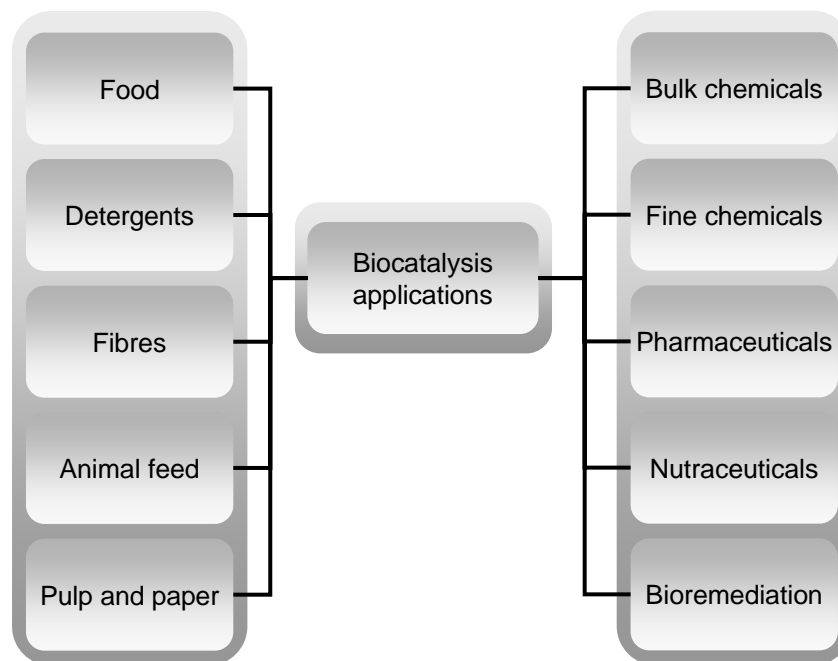 Food
Detergents
Fibres
Animal feed
Pulp and paper
Biocatalysis
applications
Bulk chemicals
Fine chemicals
Pharmaceuticals
Nutraceuticals
Bioremediation